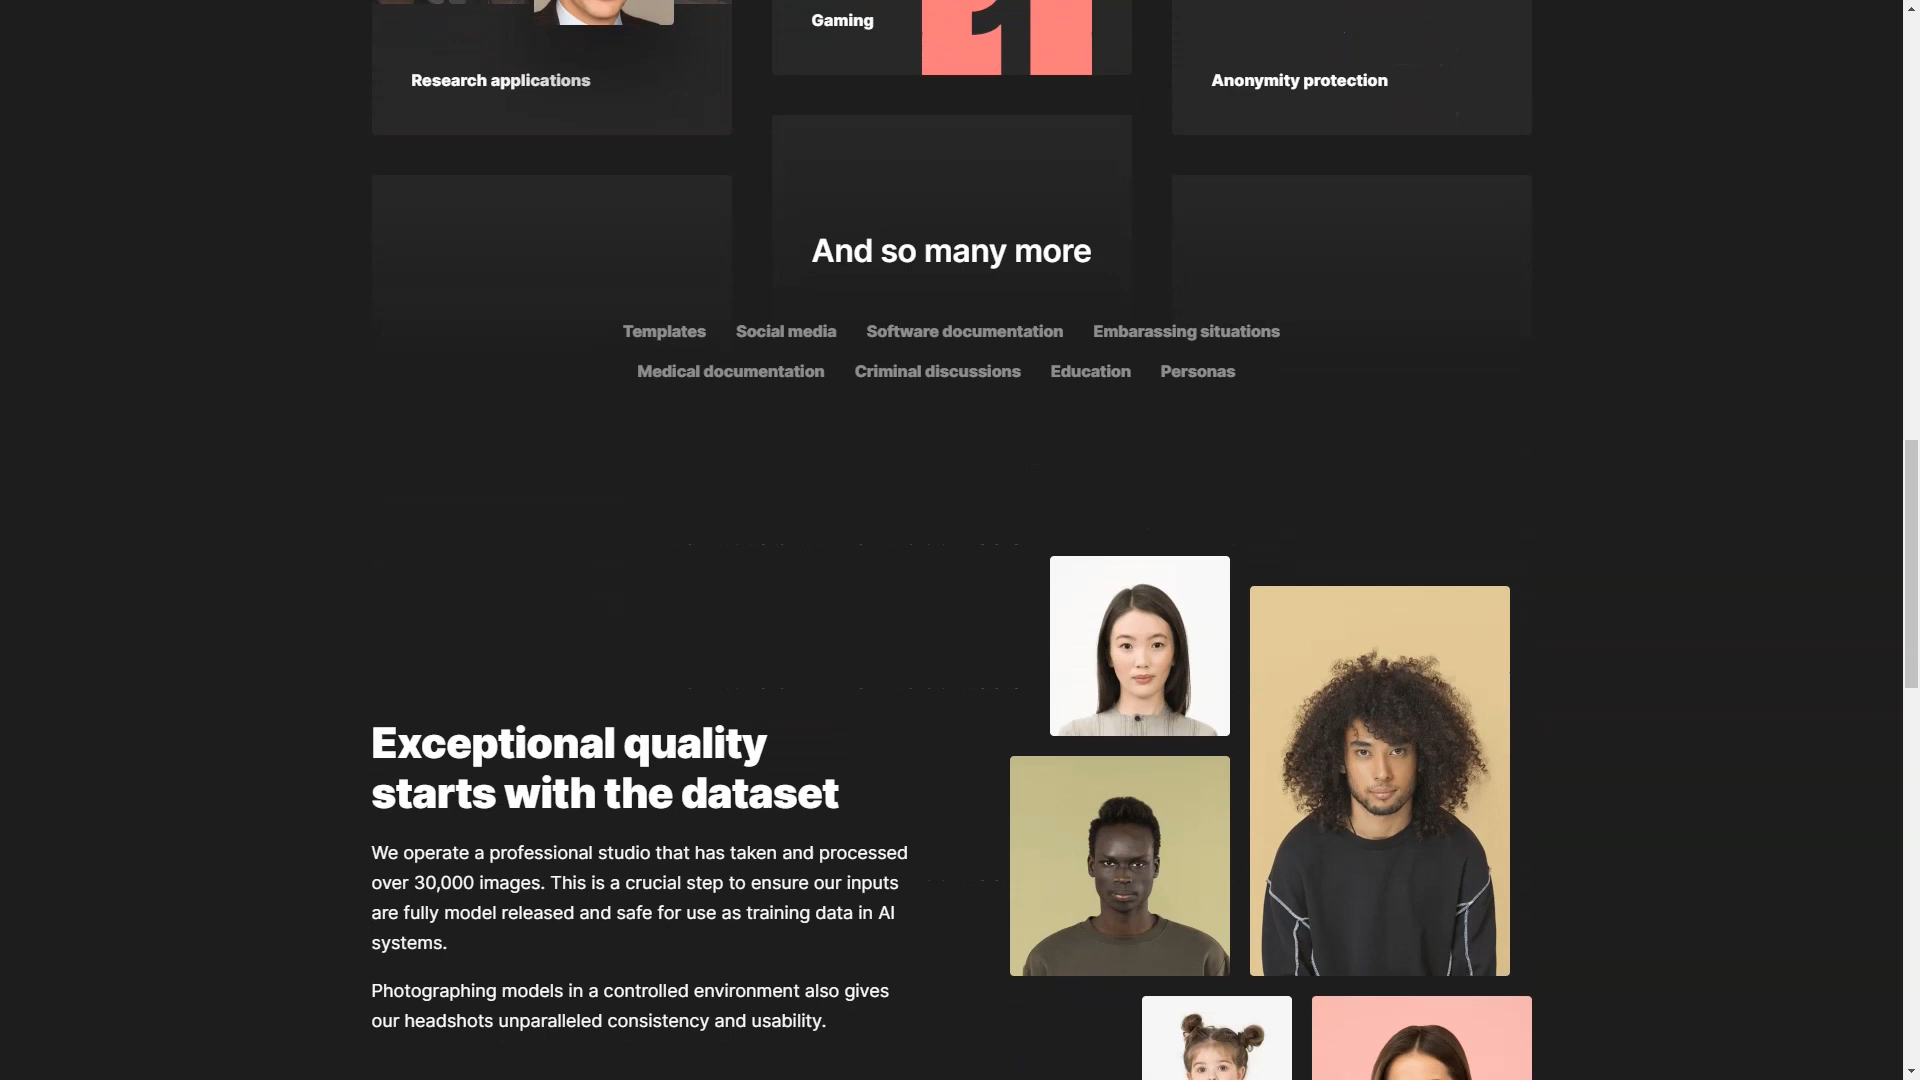 Gaming
1
Research applications
Anonymity protection
And so many more
Templates Social media Software documentation Embarassing situations
Medical documentation Criminal discussions Education Personas
Exceptional quality
starts with the dataset
We operate a professional studio that has taken and processed
over 30,000 images. This is a crucial step to ensure our inputs
are fully model released and safe for use as training data in AI
systems.
Photographing models in a controlled environment also gives
our headshots unparalleled consistency and usability.